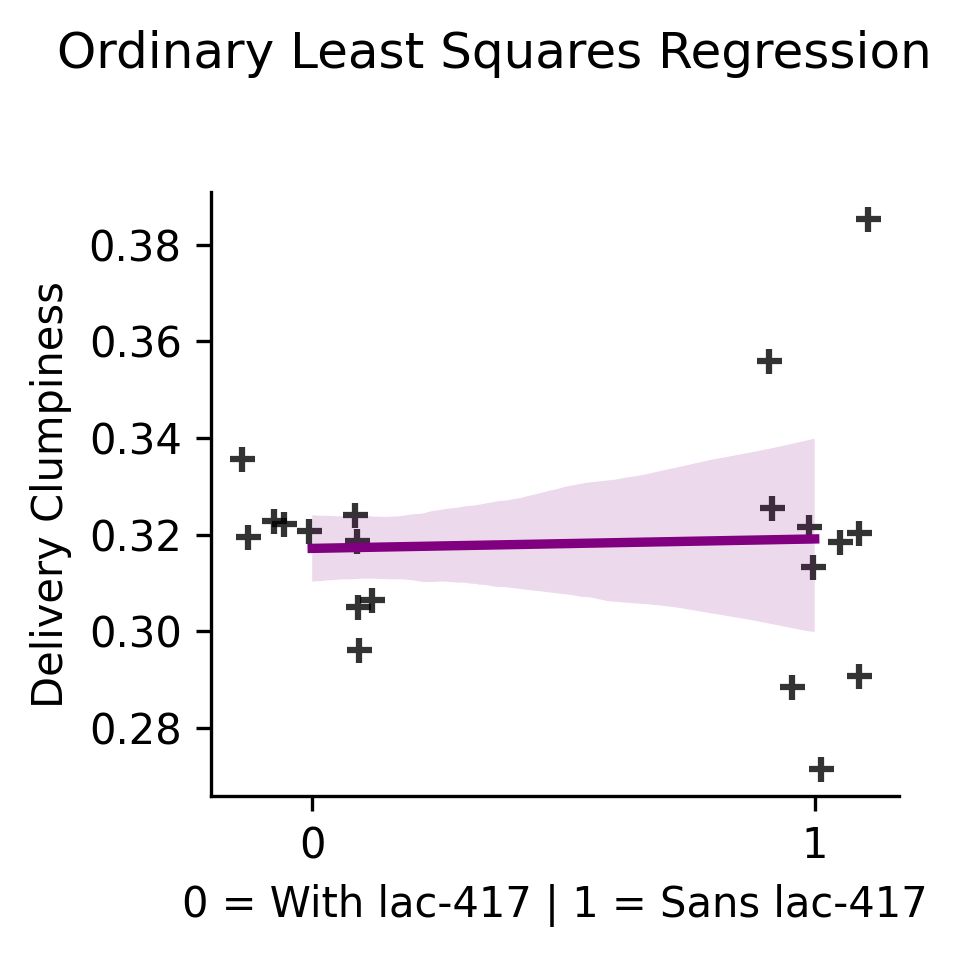 Ordinary Least Squares Regression
Delivery Clumpiness
0.38
0.36
0.34
0.32
0.30
0.28
0
1
0 = With lac-417 | 1 = Sans lac-417